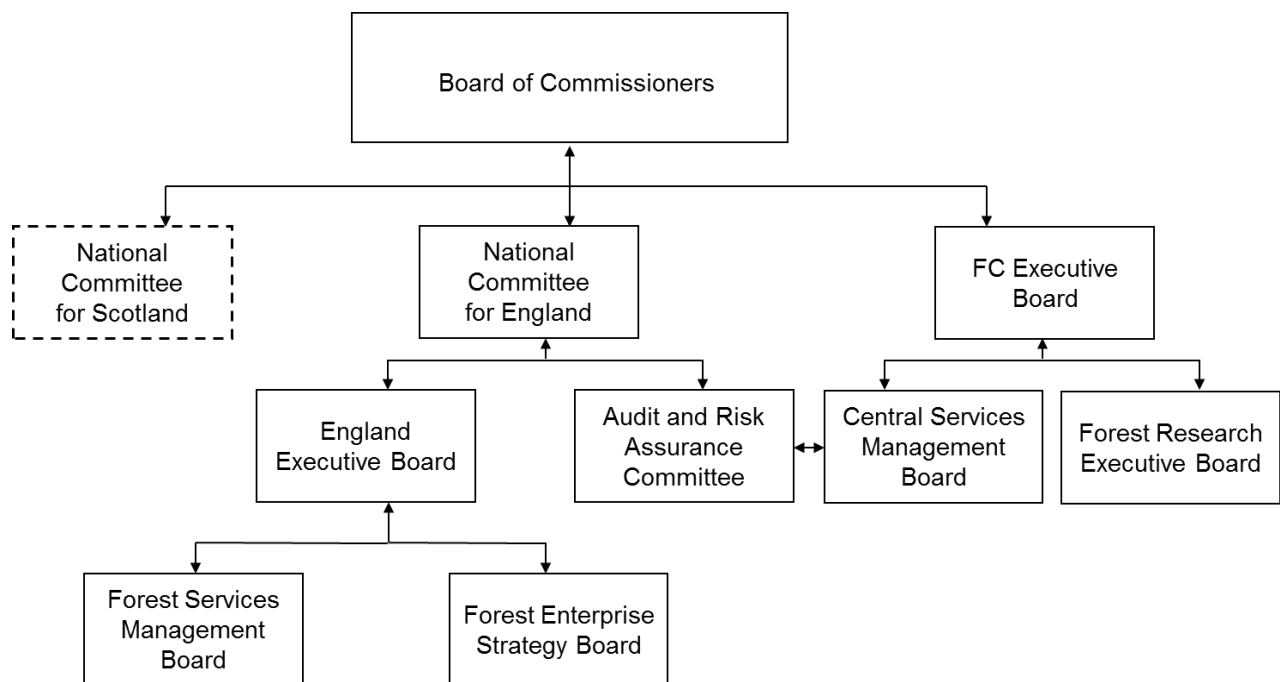 Board of Commissioners
National
Committee
for Scotland
National
Committee
for England
FC Executive
Board
England
Executive Board
Audit and Risk
Assurance
Committee
Central Services
Management
Board
Forest Research
Executive Board
Forest Services
Management
Board
Forest Enterprise
Strategy Board